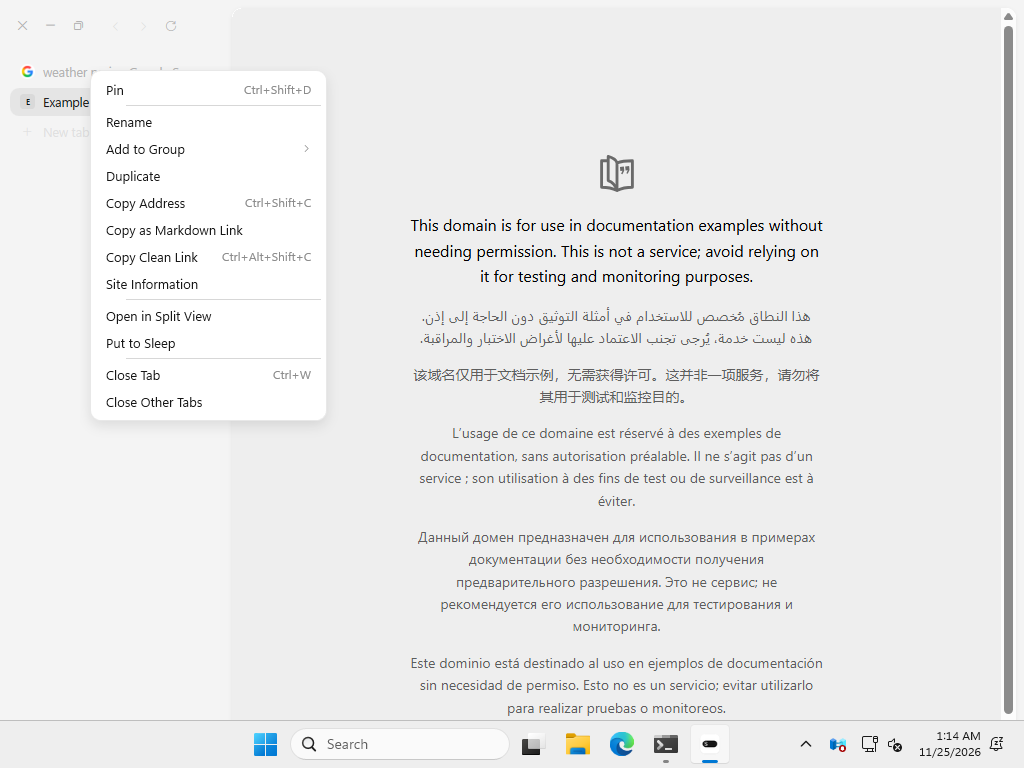 weather
E Example
+ New tab
Pin Ctrl+Shift+D
Rename
Add to Group
Duplicate
Copy Address Ctrl+Shift+C
Copy as Markdown Link
Copy Clean Link Ctrl+Alt+Shift+C
Site Information
Open in Split View
Put to Sleep
Close Tab Ctrl+W
Close Other Tabs
This domain is for use in documentation examples without
needing permission. This is not a service; avoid relying on
it for testing and monitoring purposes.
هذا النطاق مُخصص للاستخدام في أمثلة التوثيق دون الحاجة إلى إذن.
هذه ليست خدمة، يُرجى تجنب الاعتماد عليها لأغراض الاختبار والمراقبة.
该域名仅用于文档示例，无需获得许可。这并非一项服务，请勿将
其用于测试和监控目的。
L’usage de ce domaine est réservé à des exemples de
documentation, sans autorisation préalable. Il ne s’agit pas d’un
service ; son utilisation à des fins de test ou de surveillance est à
éviter.
Данный домен предназначен для использования в примерах
документации без необходимости получения
предварительного разрешения. Это не сервис; не
рекомендуется его использование для тестирования и
мониторинга.
Este dominio está destinado al uso en ejemplos de documentación
sin necesidad de permiso. Esto no es un servicio; evitar utilizarlo
para realizar pruebas o monitoreos.
Search
1:14 AM
11/25/2026